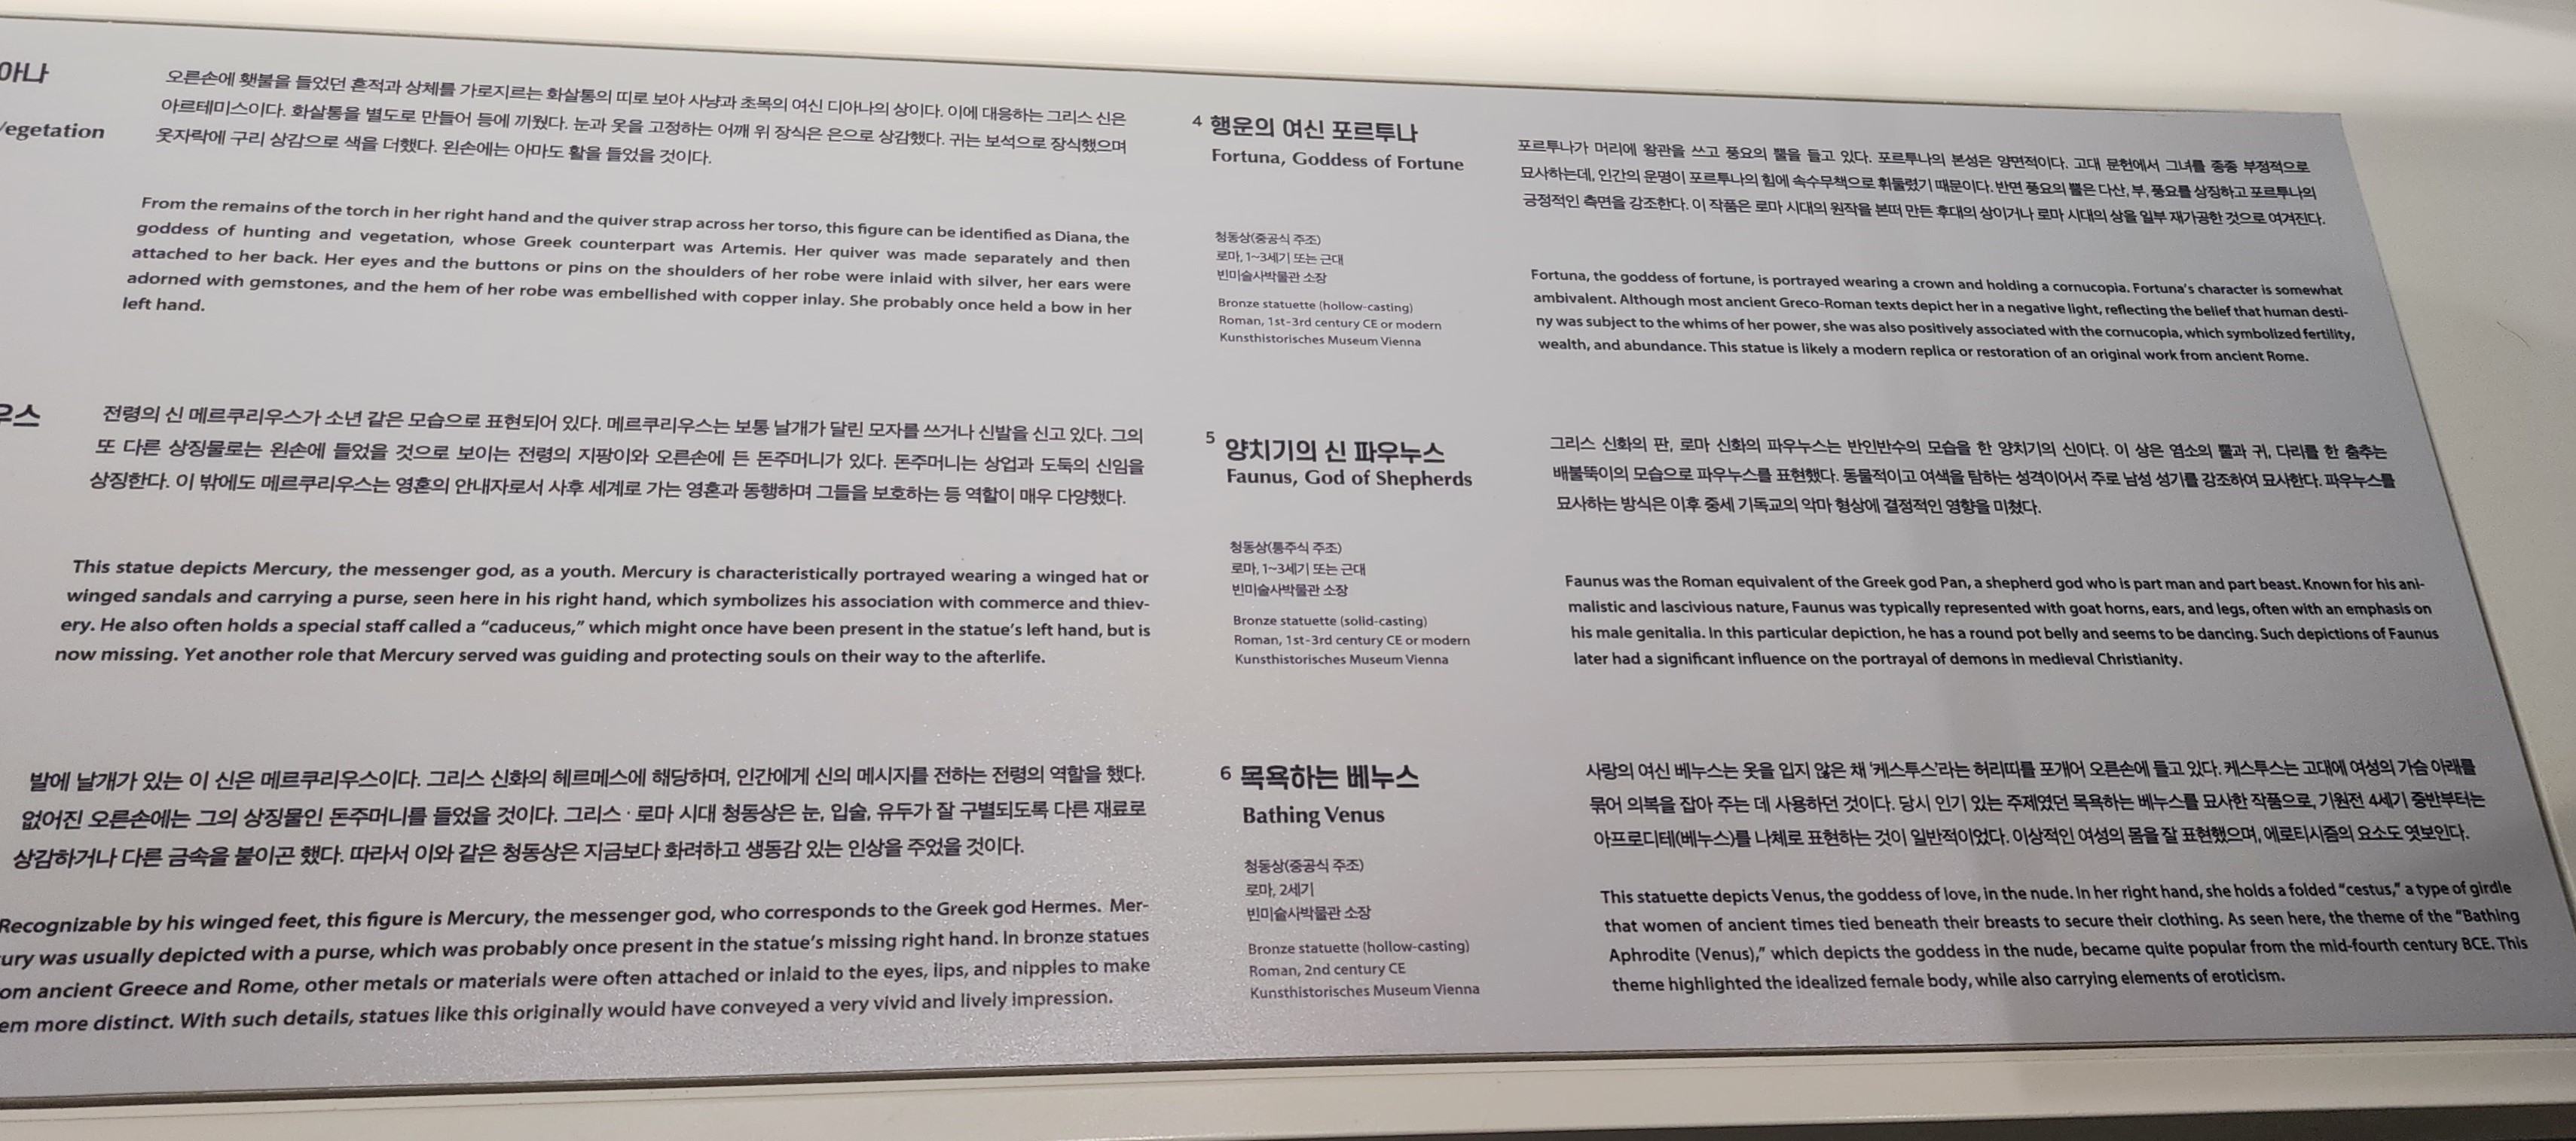 아나
Vegetation
오른손에 횃불을 들었던 흔적과 상체를 가로지르는 화살통의 띠로 보아 사냥과 초목의 여신 디아나의 상이다. 이에 대응하는 그리스 신은
아르테미스이다. 화살통을 별도로 만들어 등에 끼웠다. 눈과 옷을 고정하는 어깨 위 장식은 은으로 상감했다. 귀는 보석으로 장식했으며
옷자락에 구리 상감으로 색을 더했다. 왼손에는 아마도 활을 들었을 것이다.
From the remains of the torch in her right hand and the quiver strap across her torso, this figure can be identified as Diana, the
goddess of hunting and vegetation, whose Greek counterpart was Artemis. Her quiver was made separately and then
attached to her back. Her eyes and the buttons or pins on the shoulders of her robe were inlaid with silver, her ears were
adorned with gemstones, and the hem of her robe was embellished with copper inlay. She probably once held a bow in her
left hand.
우스
전령의 신 메르쿠리우스가 소년 같은 모습으로 표현되어 있다. 메르쿠리우스는 보통 날개가 달린 모자를 쓰거나 신발을 신고 있다. 그의
또 다른 상징물로는 왼손에 들었을 것으로 보이는 전령의 지팡이와 오른손에 든 돈주머니가 있다. 돈주머니는 상업과 도둑의 신임을
상징한다. 이 밖에도 메르쿠리우스는 영혼의 안내자로서 사후 세계로 가는 영혼과 동행하며 그들을 보호하는 등 역할이 매우 다양했다.
This statue depicts Mercury, the messenger god, as a youth. Mercury is characteristically portrayed wearing a winged hat or
winged sandals and carrying a purse, seen here in his right hand, which symbolizes his association with commerce and thiev-
ery. He also often holds a special staff called a “caduceus,” which might once have been present in the statue’s left hand, but is
now missing. Yet another role that Mercury served was guiding and protecting souls on their way to the afterlife.
발에 날개가 있는 이 신은 메르쿠리우스이다. 그리스 신화의 헤르메스에 해당하며, 인간에게 신의 메시지를 전하는 전령의 역할을 했다.
없어진 오른손에는 그의 상징물인 돈주머니를 들었을 것이다. 그리스 · 로마 시대 청동상은 눈, 입술, 유두가 잘 구별되도록 다른 재료로
상감하거나 다른 금속을 붙이곤 했다. 따라서 이와 같은 청동상은 지금보다 화려하고 생동감 있는 인상을 주었을 것이다.
Recognizable by his winged feet, this figure is Mercury, the messenger god, who corresponds to the Greek god Hermes. Mer-
ury was usually depicted with a purse, which was probably once present in the statue’s missing right hand. In bronze statues
om ancient Greece and Rome, other metals or materials were often attached or inlaid to the eyes, lips, and nipples to make
em more distinct. With such details, statues like this originally would have conveyed a very vivid and lively impression.
4 행운의 여신 포르투나
Fortuna, Goddess of Fortune
청동상(중공식 주조)
로마, 1~3세기 또는 근대
빈미술사박물관 소장
Bronze statuette (hollow-casting)
Roman, 1st-3rd century CE or modern
Kunsthistorisches Museum Vienna
포르투나가 머리에 왕관을 쓰고 풍요의 뿔을 들고 있다. 포르투나의 본성은 양면적이다. 고대 문헌에서 그녀를 종종 부정적으로
묘사하는데, 인간의 운명이 포르투나의 힘에 속수무책으로 휘둘렸기 때문이다. 반면 풍요의 뿔은 다산, 부, 풍요를 상징하고 포르투나의
긍정적인 측면을 강조한다. 이 작품은 로마 시대의 원작을 본떠 만든 후대의 상이거나 로마 시대의 상을 일부 재가공한 것으로 여겨진다.
Fortuna, the goddess of fortune, is portrayed wearing a crown and holding a cornucopia. Fortuna’s character is somewhat
ambivalent. Although most ancient Greco-Roman texts depict her in a negative light, reflecting the belief that human desti-
ny was subject to the whims of her power, she was also positively associated with the cornucopia, which symbolized fertility,
wealth, and abundance. This statue is likely a modern replica or restoration of an original work from ancient Rome.
5 양치기의 신 파우누스
Faunus, God of Shepherds
청동상(통주식 주조)
로마, 1~3세기 또는 근대
빈미술사박물관 소장
Bronze statuette (solid-casting)
Roman, 1st-3rd century CE or modern
Kunsthistorisches Museum Vienna
그리스 신화의 판, 로마 신화의 파우누스는 반인반수의 모습을 한 양치기의 신이다. 이 상은 염소의 뿔과 귀, 다리를 한 춤추는
배불뚝이의 모습으로 파우누스를 표현했다. 동물적이고 여색을 탐하는 성격이어서 주로 남성 성기를 강조하여 묘사한다. 파우누스를
묘사하는 방식은 이후 중세 기독교의 악마 형상에 결정적인 영향을 미쳤다.
Faunus was the Roman equivalent of the Greek god Pan, a shepherd god who is part man and part beast. Known for his ani-
malistic and lascivious nature, Faunus was typically represented with goat horns, ears, and legs, often with an emphasis on
his male genitalia. In this particular depiction, he has a round pot belly and seems to be dancing. Such depictions of Faunus
later had a significant influence on the portrayal of demons in medieval Christianity.
6 목욕하는 베누스
Bathing Venus
청동상(중공식 주조)
로마, 2세기
빈미술사박물관 소장
Bronze statuette (hollow-casting)
Roman, 2nd century CE
Kunsthistorisches Museum Vienna
사랑의 여신 베누스는 옷을 입지 않은 채 ‘케스투스’라는 허리띠를 포개어 오른손에 들고 있다. 케스투스는 고대에 여성의 가슴 아래를
묶어 의복을 잡아 주는 데 사용하던 것이다. 당시 인기 있는 주제였던 목욕하는 베누스를 묘사한 작품으로, 기원전 4세기 중반부터는
아프로디테(베누스)를 나체로 표현하는 것이 일반적이었다. 이상적인 여성의 몸을 잘 표현했으며, 에로티시즘의 요소도 엿보인다.
This statuette depicts Venus, the goddess of love, in the nude. In her right hand, she holds a folded “cestus,” a type of girdle
that women of ancient times tied beneath their breasts to secure their clothing. As seen here, the theme of the “Bathing
Aphrodite (Venus),” which depicts the goddess in the nude, became quite popular from the mid-fourth century BCE. This
theme highlighted the idealized female body, while also carrying elements of eroticism.